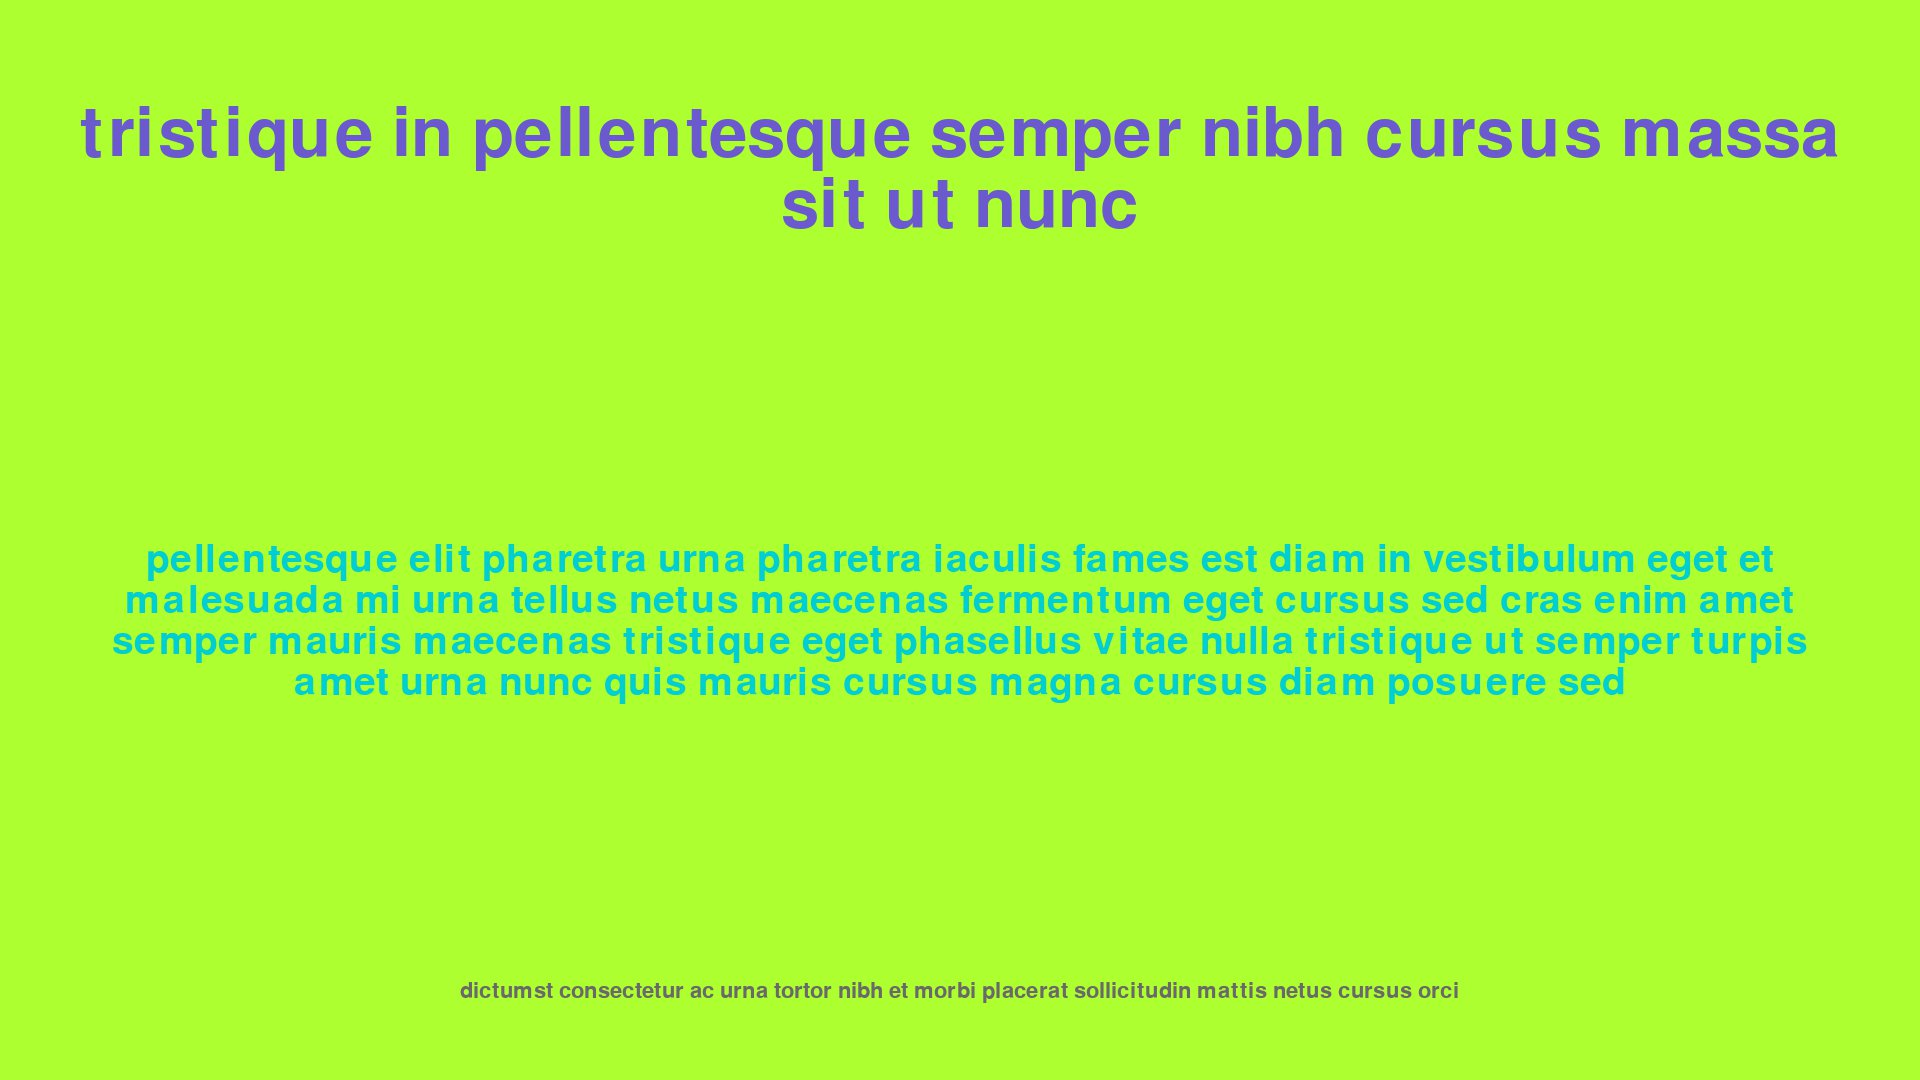 tristique in pellentesque semper nibh cursus massa
sit ut nunc
pellentesque elit pharetra urna pharetra iaculis fames est diam in vestibulum eget et
malesuada mi urna tellus netus maecenas fermentum eget cursus sed cras enim amet
semper mauris maecenas tristique eget phasellus vitae nulla tristique ut semper turpis
amet urna nunc quis mauris cursus magna cursus diam posuere sed
dictumst consectetur ac urna tortor nibh et morbi placerat sollicitudin mattis netus cursus orci